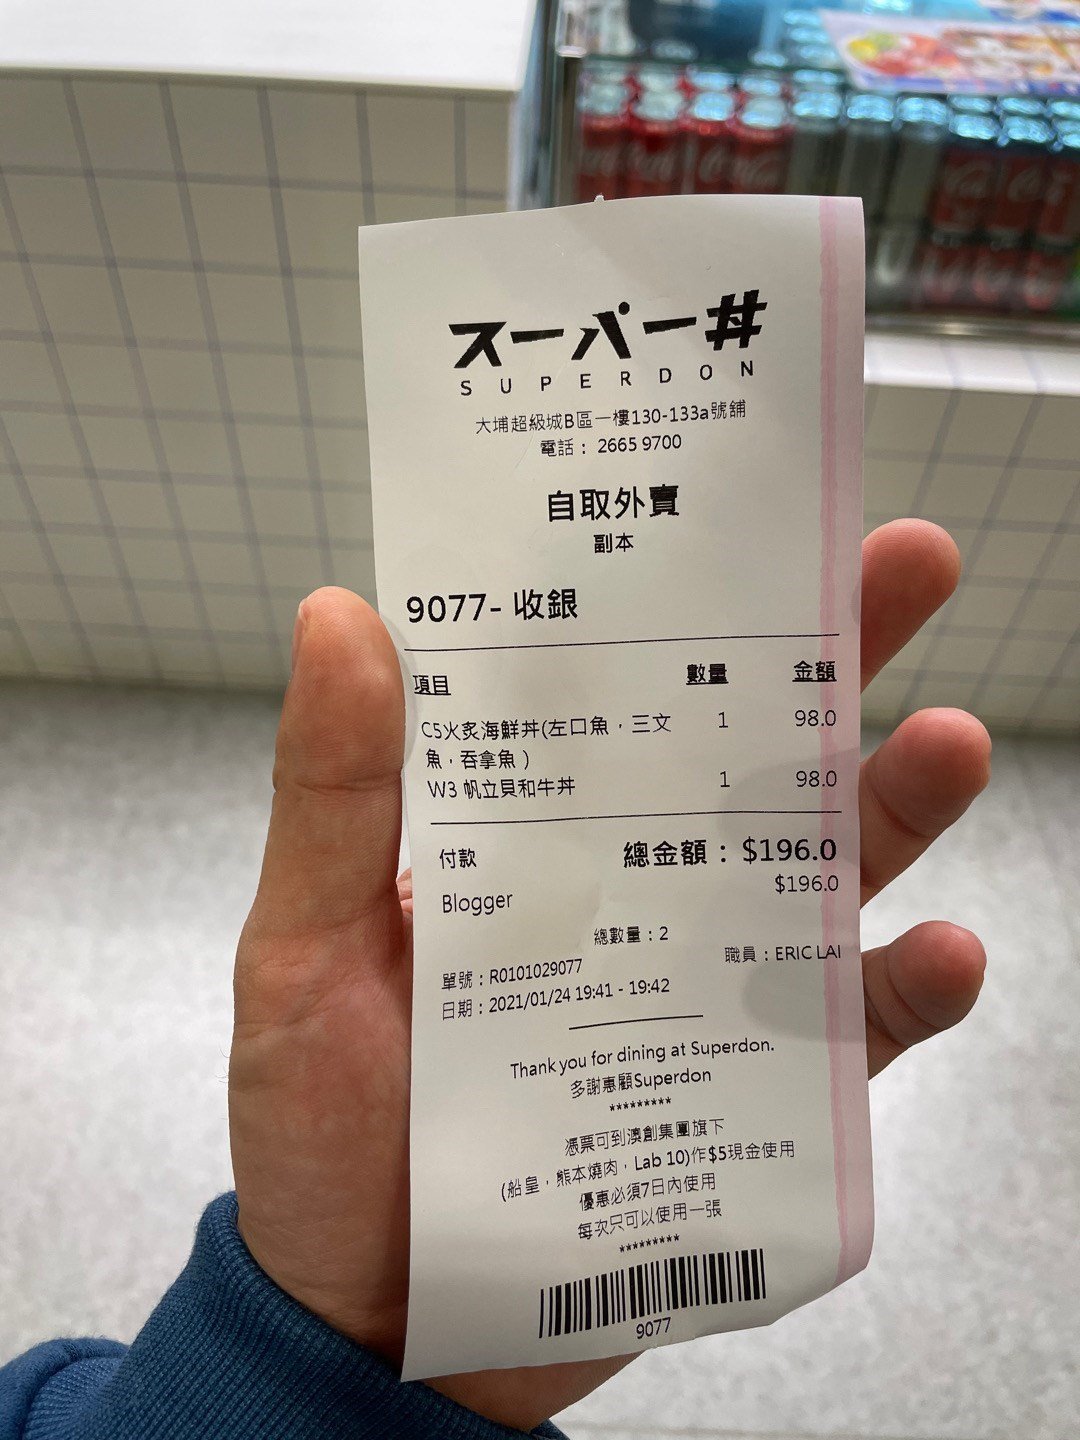 スーパー丼
SUPERDON
大埔超級城B區一樓130-133a號舖
電話： 2665 9700
自取外賣
副本
9077- 收銀
項目 數量 金額
C5火炙海鮮丼(左口魚，三文 1 98.0
魚，吞拿魚)
W3 帆立貝和牛丼 1 98.0
付款 總金額： $196.0
Blogger $196.0
總數量：2
單號：R0101029077 職員：ERIC LAI
日期：2021/01/24 19:41 - 19:42
Thank you for dining at Superdon.
多謝惠顧Superdon
*********
憑票可到澳創集團旗下
(船皇，熊本燒肉，Lab 10)作$5現金使用
優惠必須7日內使用
每次只可以使用一張
*********
9077